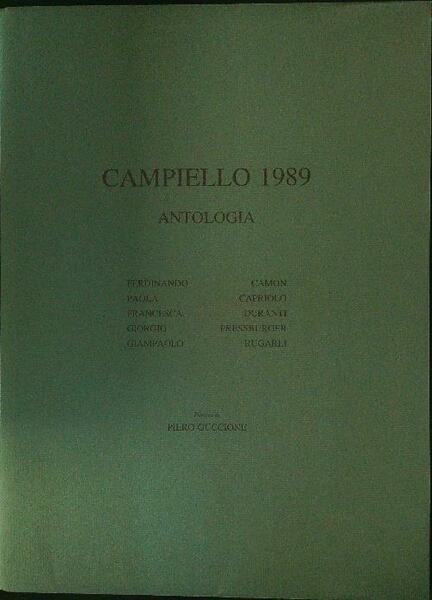 CAMPIELLO 1989
ANTOLOGIA
FERDINANDO CAMON
PAOLA CAPRIOLO
FRANCESCA DURANTI
GIORGIO PRESSBURGER
GIAMPAOLO RUGARLI
PIERO GUCCIONE